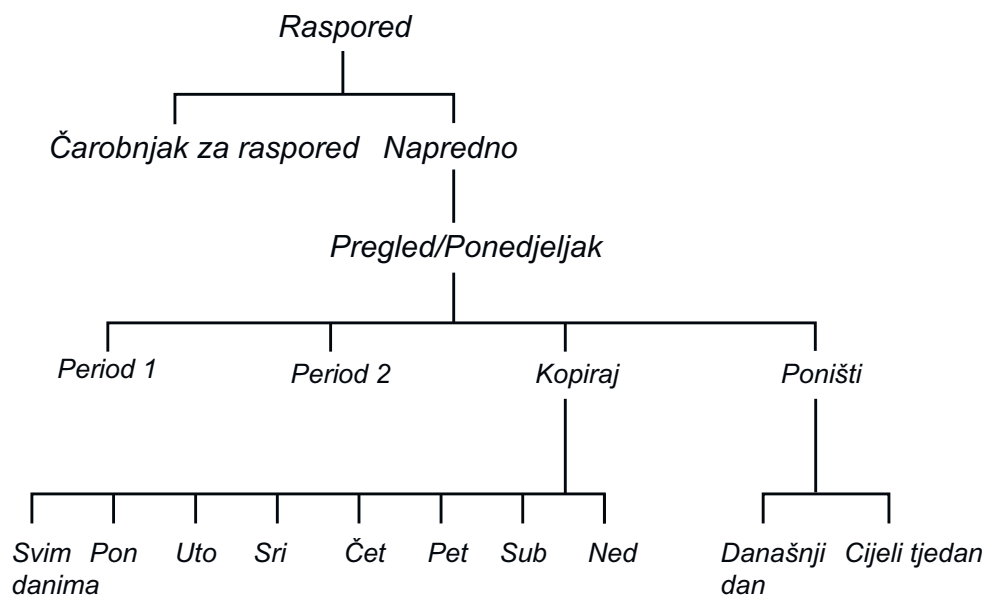 Raspored
Čarobnjak za raspored Napredno
Pregled/Ponedjeljak
Period 1 Period 2 Kopiraj Poništi
Svim danima Pon Uto Sri Čet Pet Sub Ned Današnji dan Cijeli tjedan